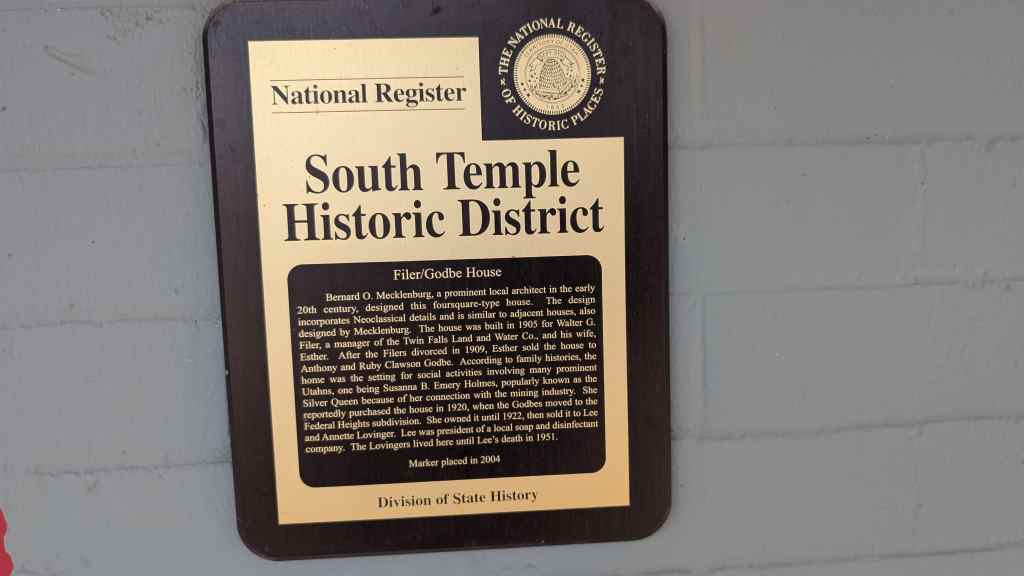 National Register
THE NATIONAL REGISTER
OF HISTORIC PLACES
South Temple
Historic District
Filer/Godbe House
Bernard O. Mecklenburg, a prominent local architect in the early
20th century, designed this foursquare-type house. The design
incorporates Neoclassical details and is similar to adjacent houses, also
designed by Mecklenburg. The house was built in 1905 for Walter G.
Filer, a manager of the Twin Falls Land and Water Co., and his wife,
Esther. After the Filers divorced in 1909, Esther sold the house to
Anthony and Ruby Clawson Godbe. According to family histories, the
home was the setting for social activities involving many prominent
Utahns, one being Susanna B. Emery Holmes, popularly known as the
Silver Queen because of her connection with the mining industry. She
reportedly purchased the house in 1920, when the Godbes moved to the
Federal Heights subdivision. She owned it until 1922, then sold it to Lee
and Annette Lovinger. Lee was president of a local soap and disinfectant
company. The Lovingers lived here until Lee's death in 1951.
Marker placed in 2004
Division of State History